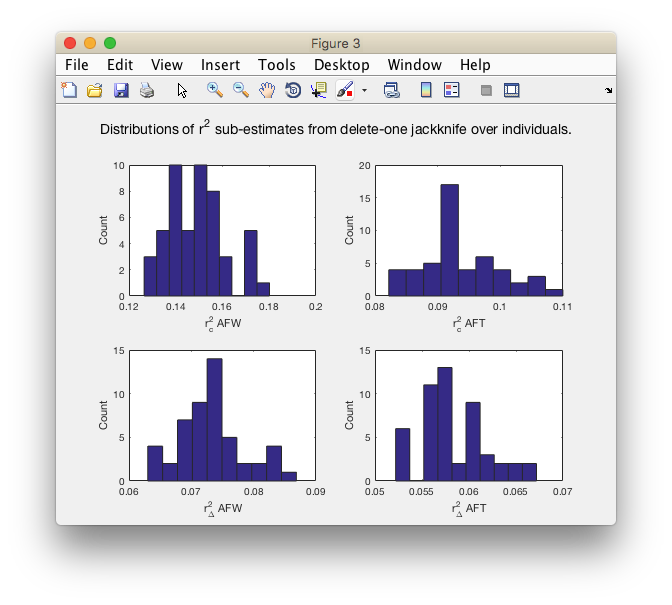 Figure 3
File Edit View Insert Tools Desktop Window Help
Distributions of r² sub-estimates from delete-one jackknife over individuals.
10
8
6
4
2
0
Count
0.12 0.14 0.16 0.18 0.2
r²c AFW
20
15
10
5
0
Count
0.08 0.09 0.1 0.11
r²c AFT
15
10
5
0
Count
0.06 0.07 0.08 0.09
r²Δ AFW
15
10
5
0
Count
0.05 0.055 0.06 0.065 0.07
r²Δ AFT